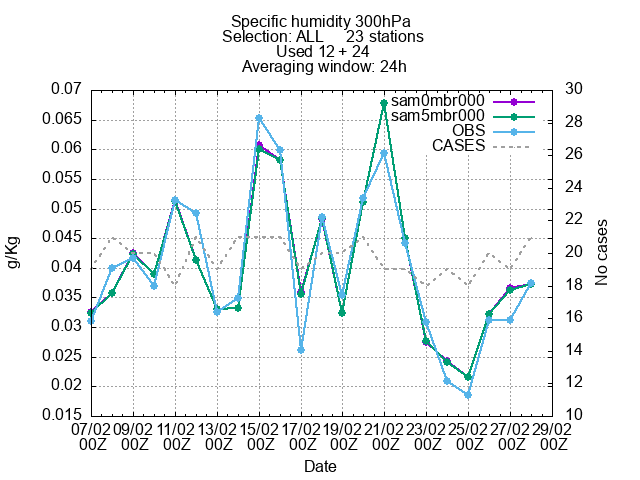 Specific humidity 300hPa
Selection: ALL 23 stations
Used 12 + 24
Averaging window: 24h
sam0mbr000
sam5mbr000
OBS
CASES
g/Kg
0.07
0.065
0.06
0.055
0.05
0.045
0.04
0.035
0.03
0.025
0.02
0.015
30
28
26
24
22
20
18
16
14
12
10
No cases
07/02 09/02 11/02 13/02 15/02 17/02 19/02 21/02 23/02 25/02 27/02 29/02
00Z 00Z 00Z 00Z 00Z 00Z 00Z 00Z 00Z 00Z 00Z 00Z
Date